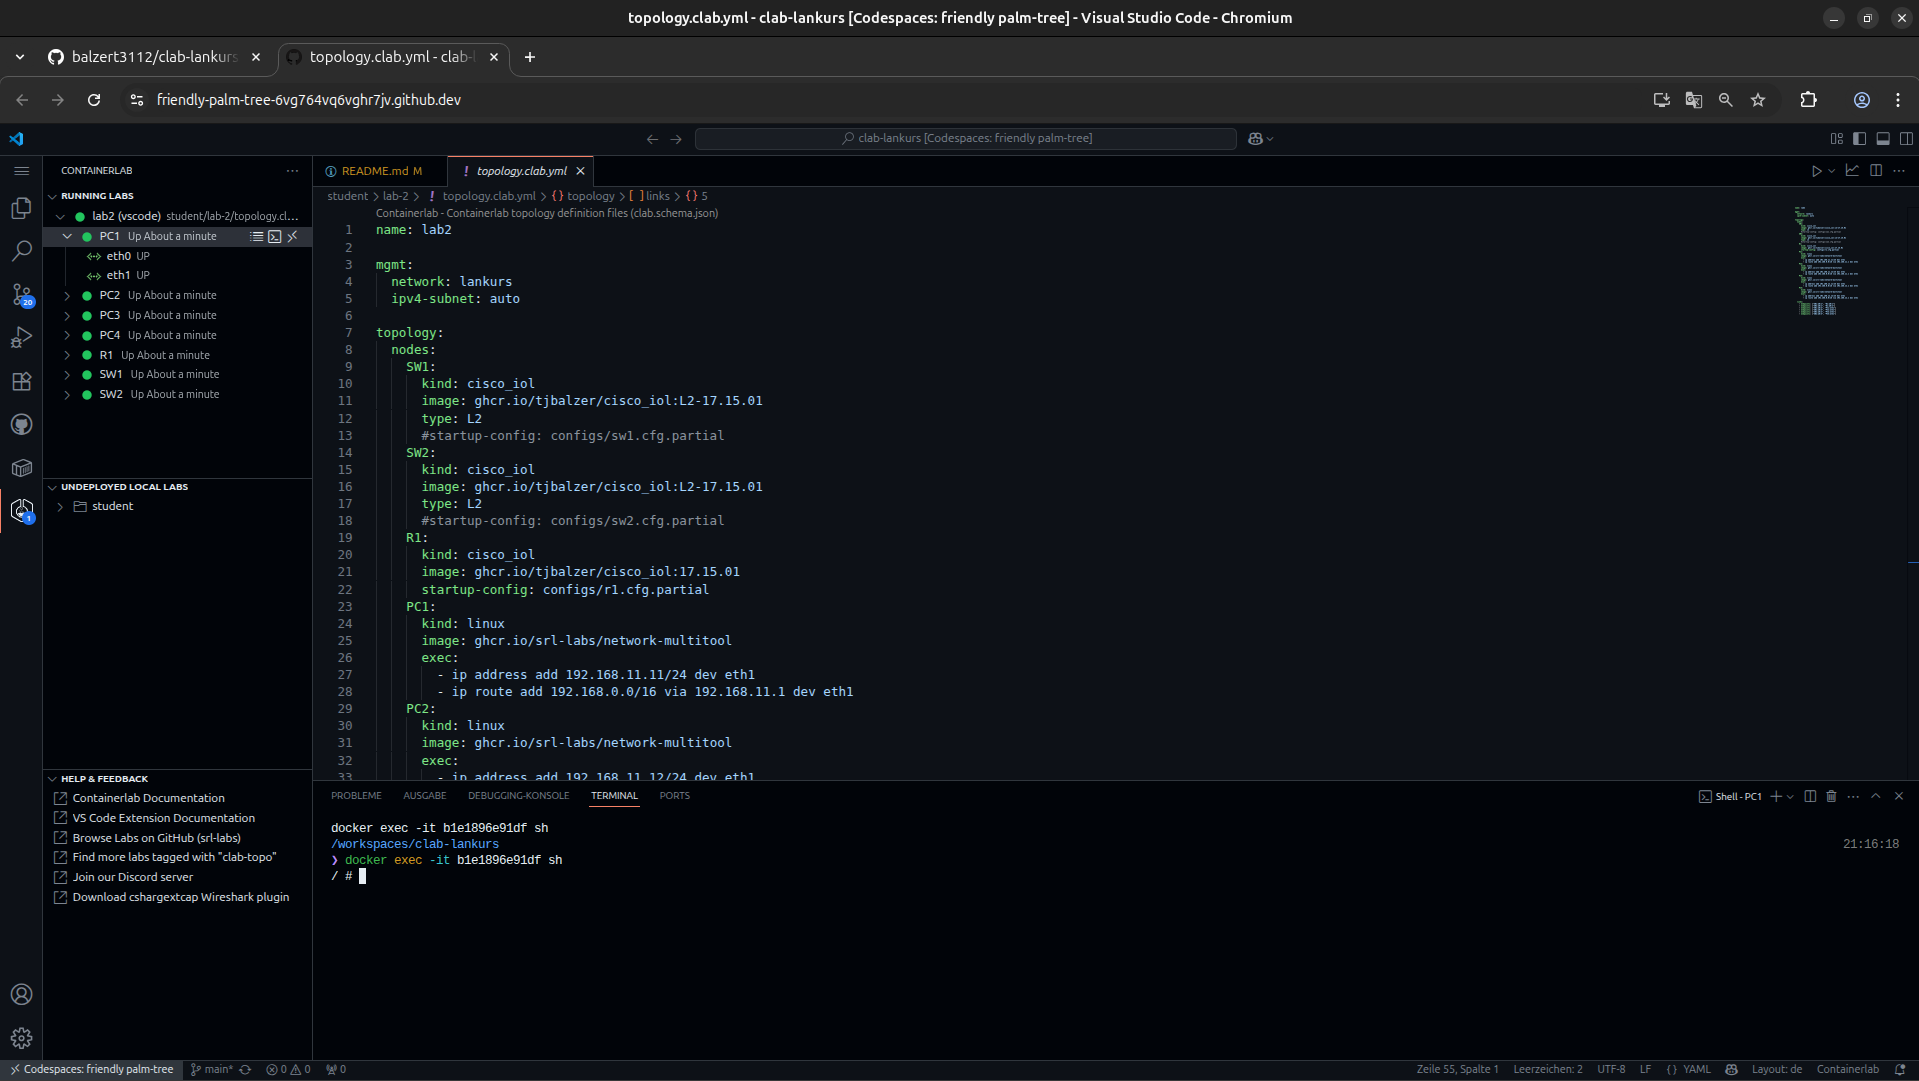 topology.clab.yml - clab-lankurs [Codespaces: friendly palm-tree] - Visual Studio Code - Chromium
balzert3112/clab-lankurs
topology.clab.yml - clab-l
friendly-palm-tree-6vg764vq6vghr7jv.github.dev
clab-lankurs [Codespaces: friendly palm-tree]
CONTAINERLAB
RUNNING LABS
lab2 (vscode) student/lab-2/topology.cl...
PC1 Up About a minute
eth0 UP
eth1 UP
PC2 Up About a minute
PC3 Up About a minute
PC4 Up About a minute
R1 Up About a minute
SW1 Up About a minute
SW2 Up About a minute
20
1
UNDEPLOYED LOCAL LABS
student
HELP & FEEDBACK
Containerlab Documentation
VS Code Extension Documentation
Browse Labs on GitHub (srl-labs)
Find more labs tagged with "clab-topo"
Join our Discord server
Download cshargextcap Wireshark plugin
README.md M
! topology.clab.yml
student > lab-2 > ! topology.clab.yml > {} topology > [ ] links > {} 5
Containerlab - Containerlab topology definition files (clab.schema.json)
1 name: lab2
2
3 mgmt:
4 network: lankurs
5 ipv4-subnet: auto
6
7 topology:
8 nodes:
9 SW1:
10 kind: cisco_iol
11 image: ghcr.io/tjbalzer/cisco_iol:L2-17.15.01
12 type: L2
13 #startup-config: configs/sw1.cfg.partial
14 SW2:
15 kind: cisco_iol
16 image: ghcr.io/tjbalzer/cisco_iol:L2-17.15.01
17 type: L2
18 #startup-config: configs/sw2.cfg.partial
19 R1:
20 kind: cisco_iol
21 image: ghcr.io/tjbalzer/cisco_iol:17.15.01
22 startup-config: configs/r1.cfg.partial
23 PC1:
24 kind: linux
25 image: ghcr.io/srl-labs/network-multitool
26 exec:
27 - ip address add 192.168.11.11/24 dev eth1
28 - ip route add 192.168.0.0/16 via 192.168.11.1 dev eth1
29 PC2:
30 kind: linux
31 image: ghcr.io/srl-labs/network-multitool
32 exec:
33 - ip address add 192.168.11.12/24 dev eth1
PROBLEME AUSGABE DEBUGGING-KONSOLE TERMINAL PORTS
Shell - PC1
docker exec -it b1e1896e91df sh
/workspaces/clab-lankurs 21:16:18
❯ docker exec -it b1e1896e91df sh
/ #
Codespaces: friendly palm-tree main* 0 0 0
Zeile 55, Spalte 1 Leerzeichen: 2 UTF-8 LF {} YAML Layout: de Containerlab